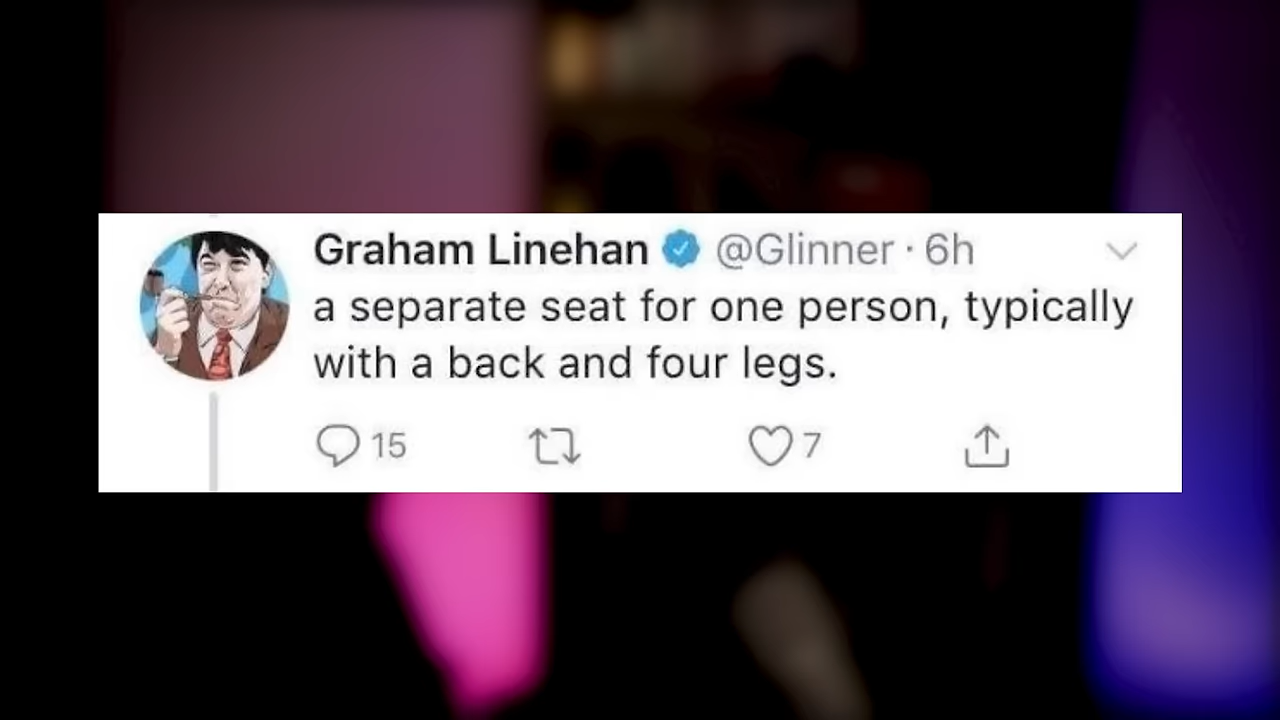 Graham Linehan @Glinner · 6h
a separate seat for one person, typically
with a back and four legs.
15 7